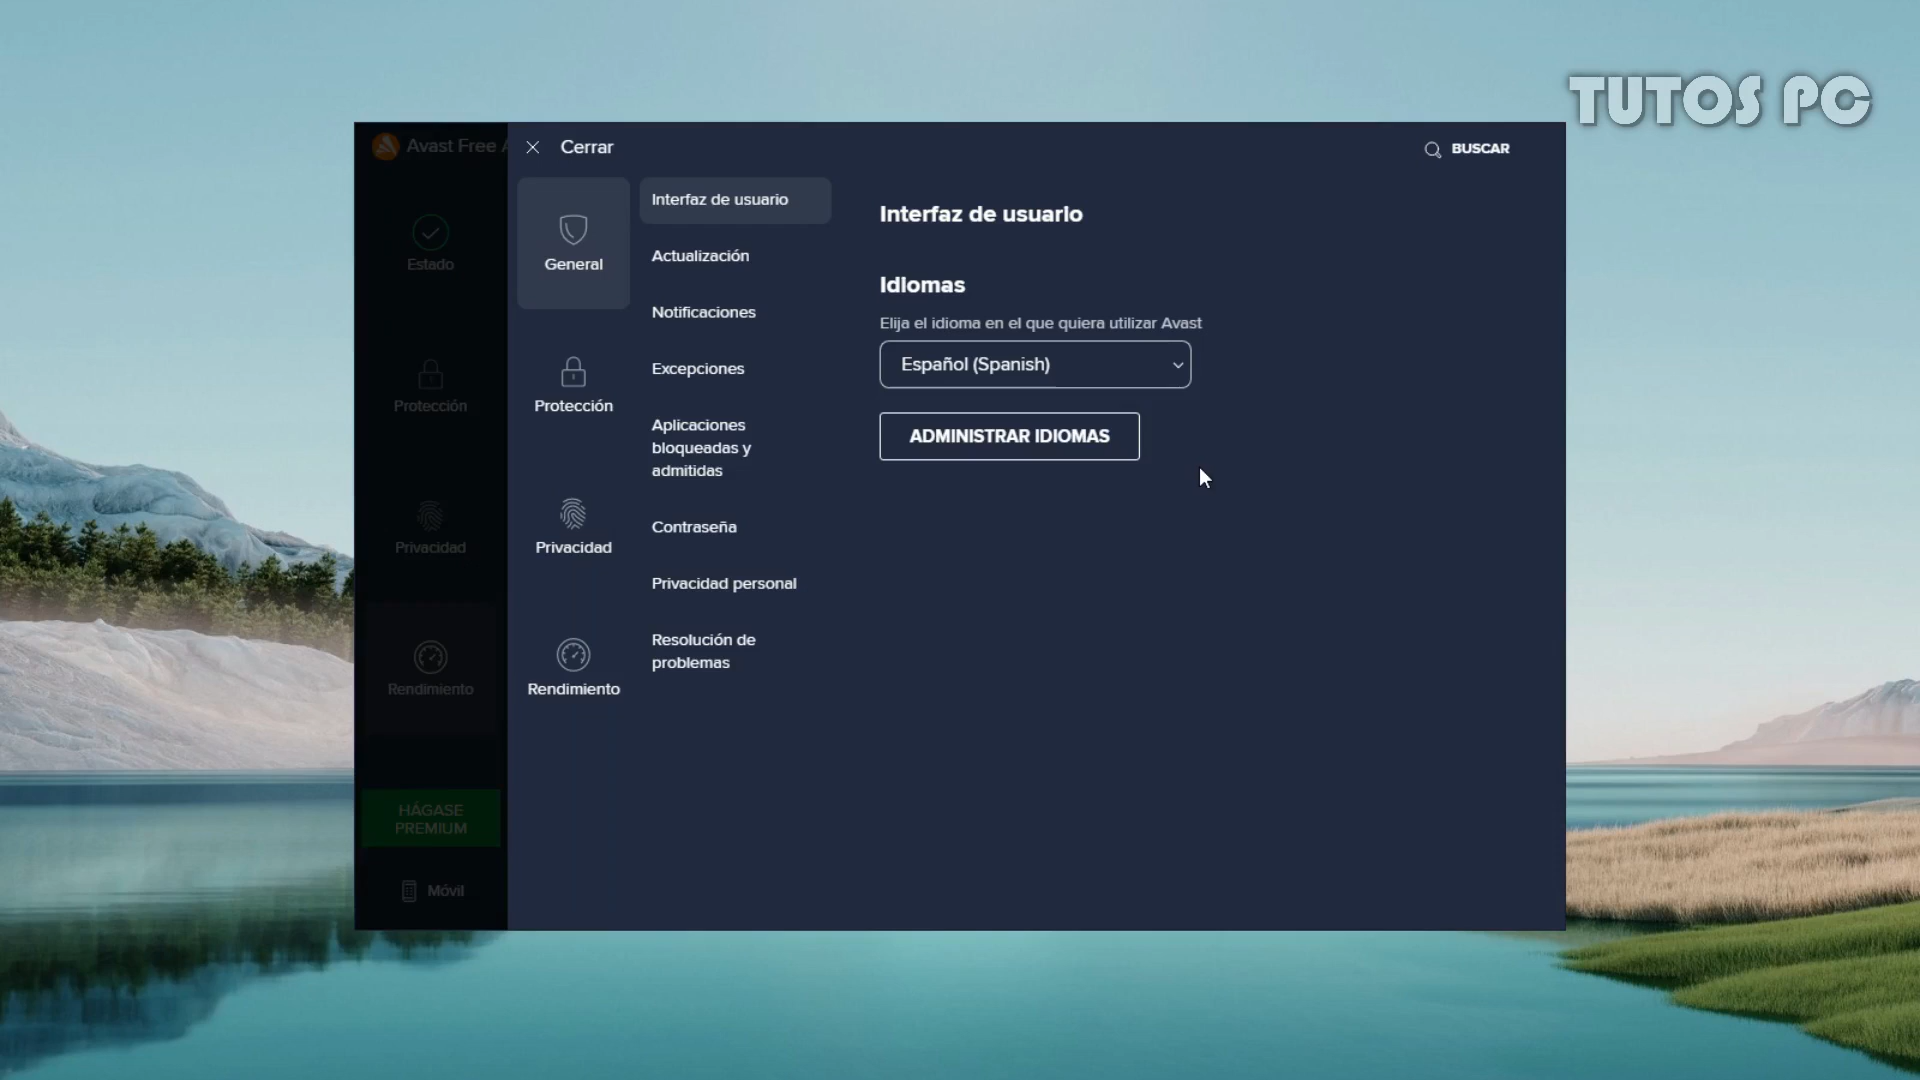 TUTOS PC
Avast Free
Cerrar
BUSCAR
Estado
Protección
Privacidad
Rendimiento
HÁGASE
PREMIUM
Móvil
General
Protección
Privacidad
Rendimiento
Interfaz de usuario
Actualización
Notificaciones
Excepciones
Aplicaciones
bloqueadas y
admitidas
Contraseña
Privacidad personal
Resolución de
problemas
Interfaz de usuario
Idiomas
Elija el idioma en el que quiera utilizar Avast
Español (Spanish)
ADMINISTRAR IDIOMAS